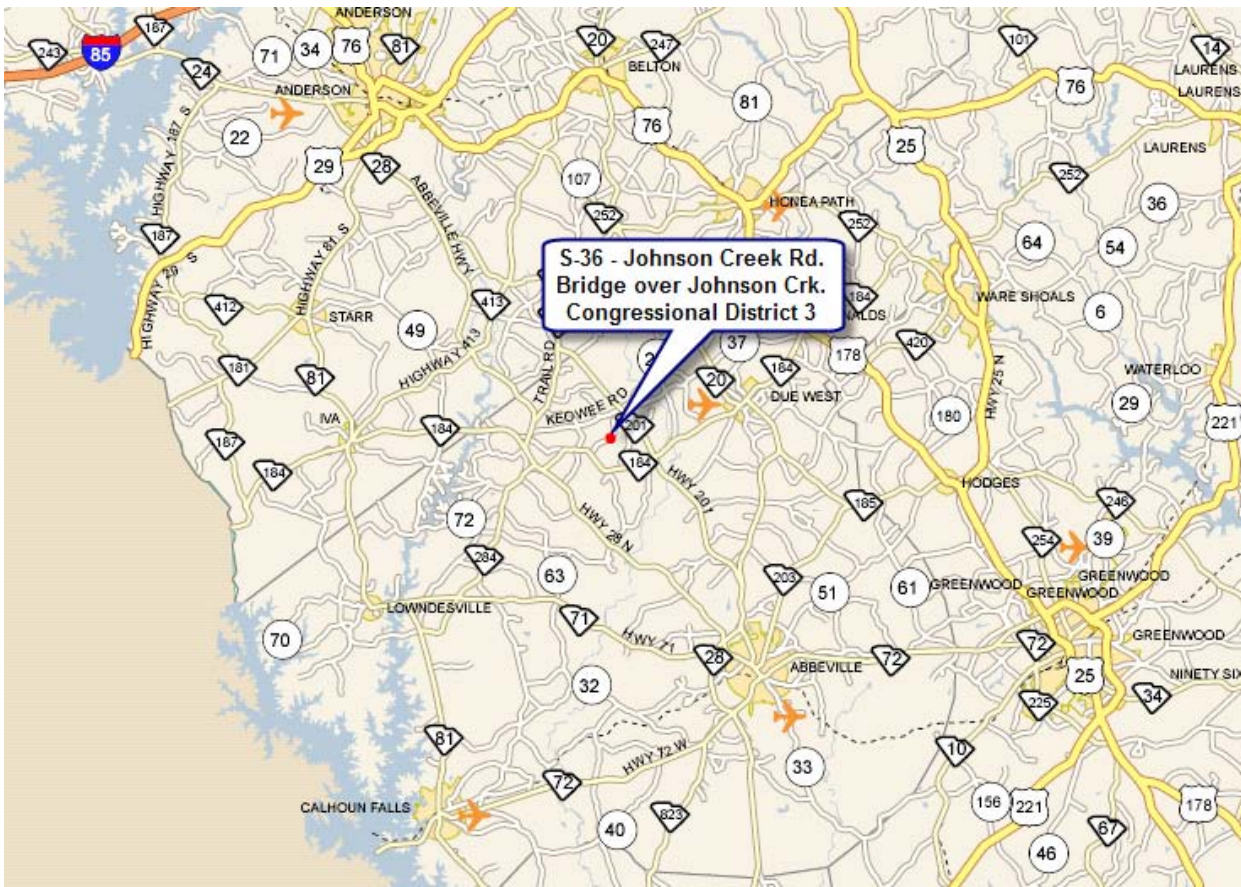 ANDERSON
187
243
85
24
71
34
76
81
20
247
BELTON
101
14
LAURENS
LAURENS
76
ANDERSON
22
29
28
76
81
25
LAURENS
HIGHWAY 187 S
ABBEVILLE HWY
107
252
HONEA PATH
252
252
36
187
HIGHWAY 81 S
64
54
S-36 - Johnson Creek Rd.
Bridge over Johnson Crk.
Congressional District 3
HIGHWAY 29 S
412
STARR
49
413
184
WARE SHOALS
6
HIGHWAY 413
TRAIL RD
37
178
420
181
81
20
184
DUE WEST
HWY 25 N
WATERLOO
29
221
IVA
184
KEOWEE RD
201
180
187
184
184
HWY 201
HODGES
72
HWY 28 N
185
246
254
39
284
63
203
51
61
GREENWOOD
GREENWOOD
GREENWOOD
LOWNDESVILLE
70
71
HWY 71
28
ABBEVILLE
72
72
GREENWOOD
25
NINETY SIX
32
225
34
81
HWY 72 W
33
10
72
CALHOUN FALLS
40
823
156
221
178
46
67